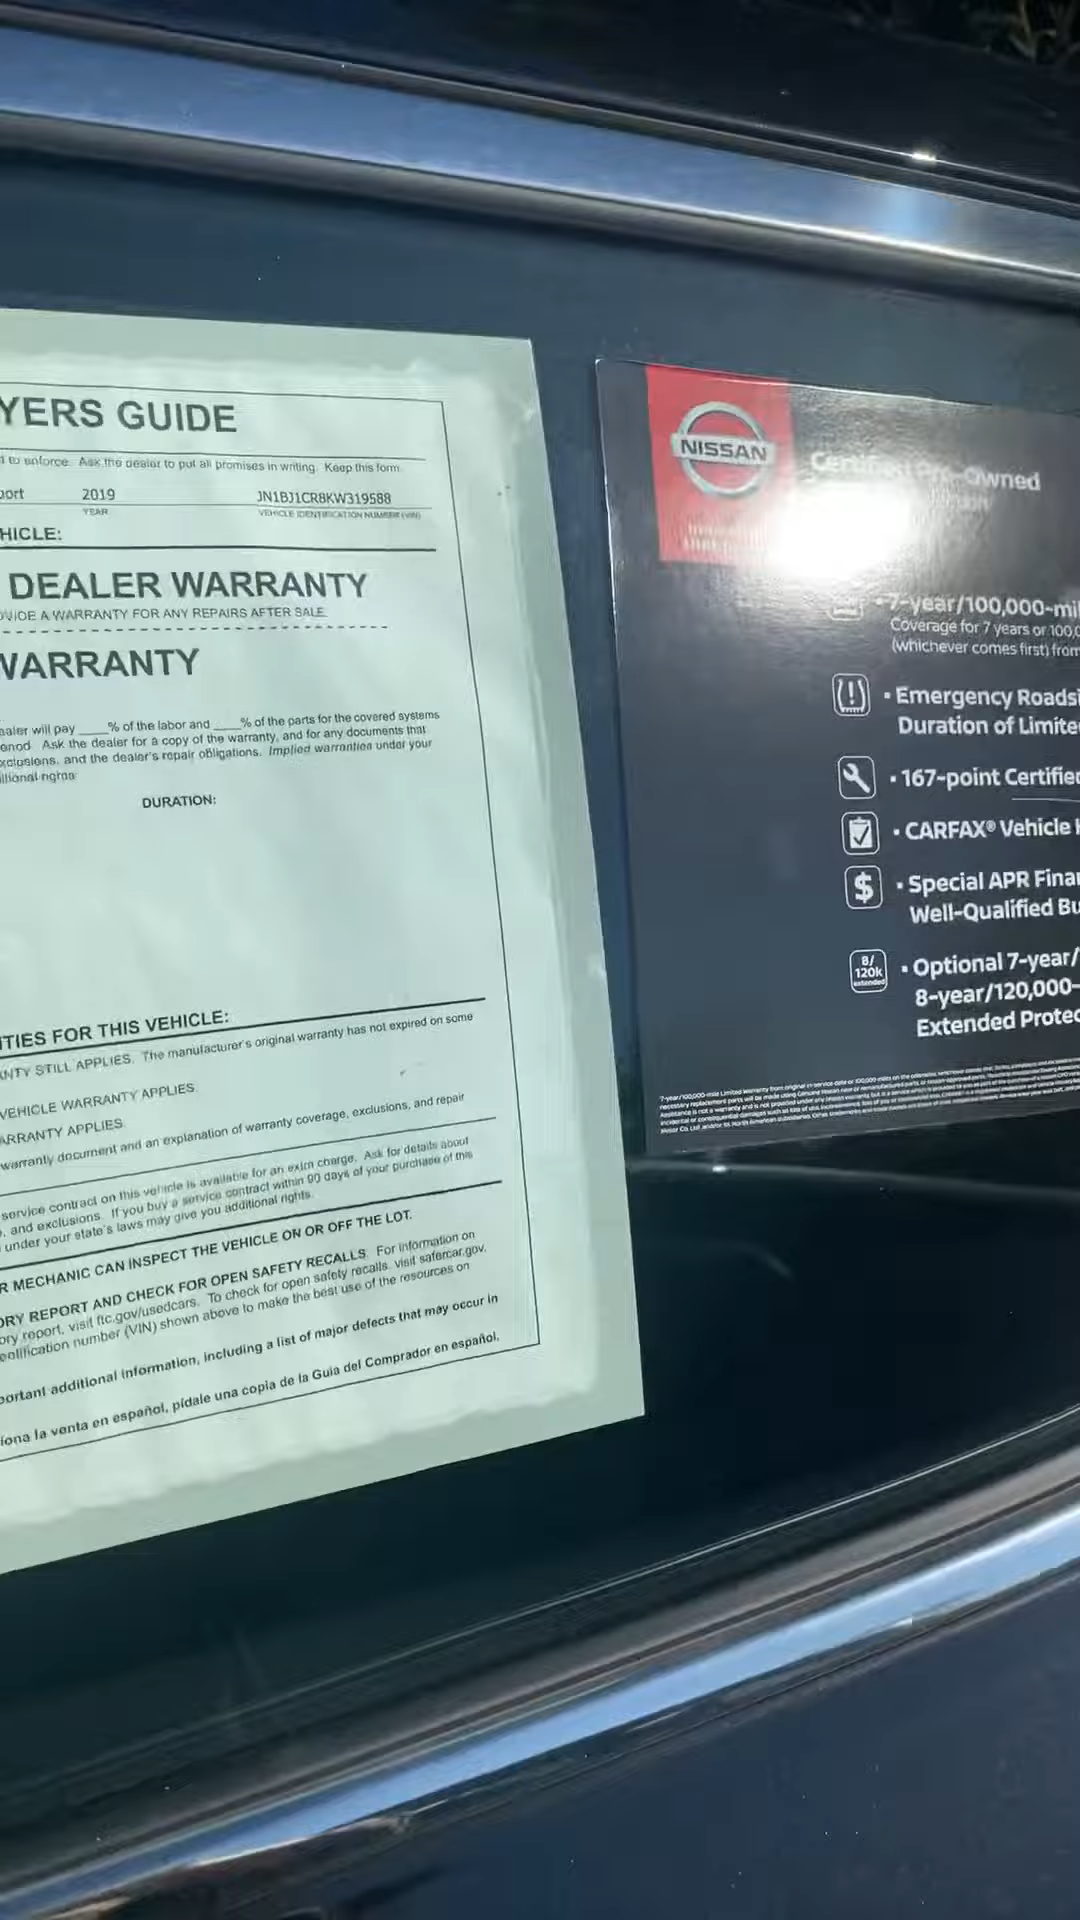 YERS GUIDE
to enforce. Ask the dealer to put all promises in writing. Keep this form.
port 2019 JN1BJ1CR8KW319588
YEAR VEHICLE IDENTIFICATION NUMBER (VIN)
HICLE:
DEALER WARRANTY
OVIDE A WARRANTY FOR ANY REPAIRS AFTER SALE.
WARRANTY
ealer will pay ____% of the labor and ____% of the parts for the covered systems
eriod. Ask the dealer for a copy of the warranty, and for any documents that
xclusions, and the dealer's repair obligations. Implied warranties under your
ditional rights.
DURATION:
TIES FOR THIS VEHICLE:
ANTY STILL APPLIES. The manufacturer's original warranty has not expired on some
VEHICLE WARRANTY APPLIES.
ARRANTY APPLIES.
warranty document and an explanation of warranty coverage, exclusions, and repair
service contract on this vehicle is available for an extra charge. Ask for details about
, and exclusions. If you buy a service contract within 90 days of your purchase of this
under your state's laws may give you additional rights.
R MECHANIC CAN INSPECT THE VEHICLE ON OR OFF THE LOT.
ORY REPORT AND CHECK FOR OPEN SAFETY RECALLS. For information on
ory report, visit ftc.gov/usedcars. To check for open safety recalls, visit safercar.gov.
entification number (VIN) shown above to make the best use of the resources on
portant additional information, including a list of major defects that may occur in
iona la venta en español, pídale una copia de la Guía del Comprador en español.
NISSAN
Certified Pre-Owned
• 7-year/100,000-mil
Coverage for 7 years or 100,0
(whichever comes first) from
• Emergency Roadsi
Duration of Limite
• 167-point Certified
• CARFAX® Vehicle H
$ • Special APR Finan
Well-Qualified Bu
8/
120k
extended
• Optional 7-year/
8-year/120,000-
Extended Protec